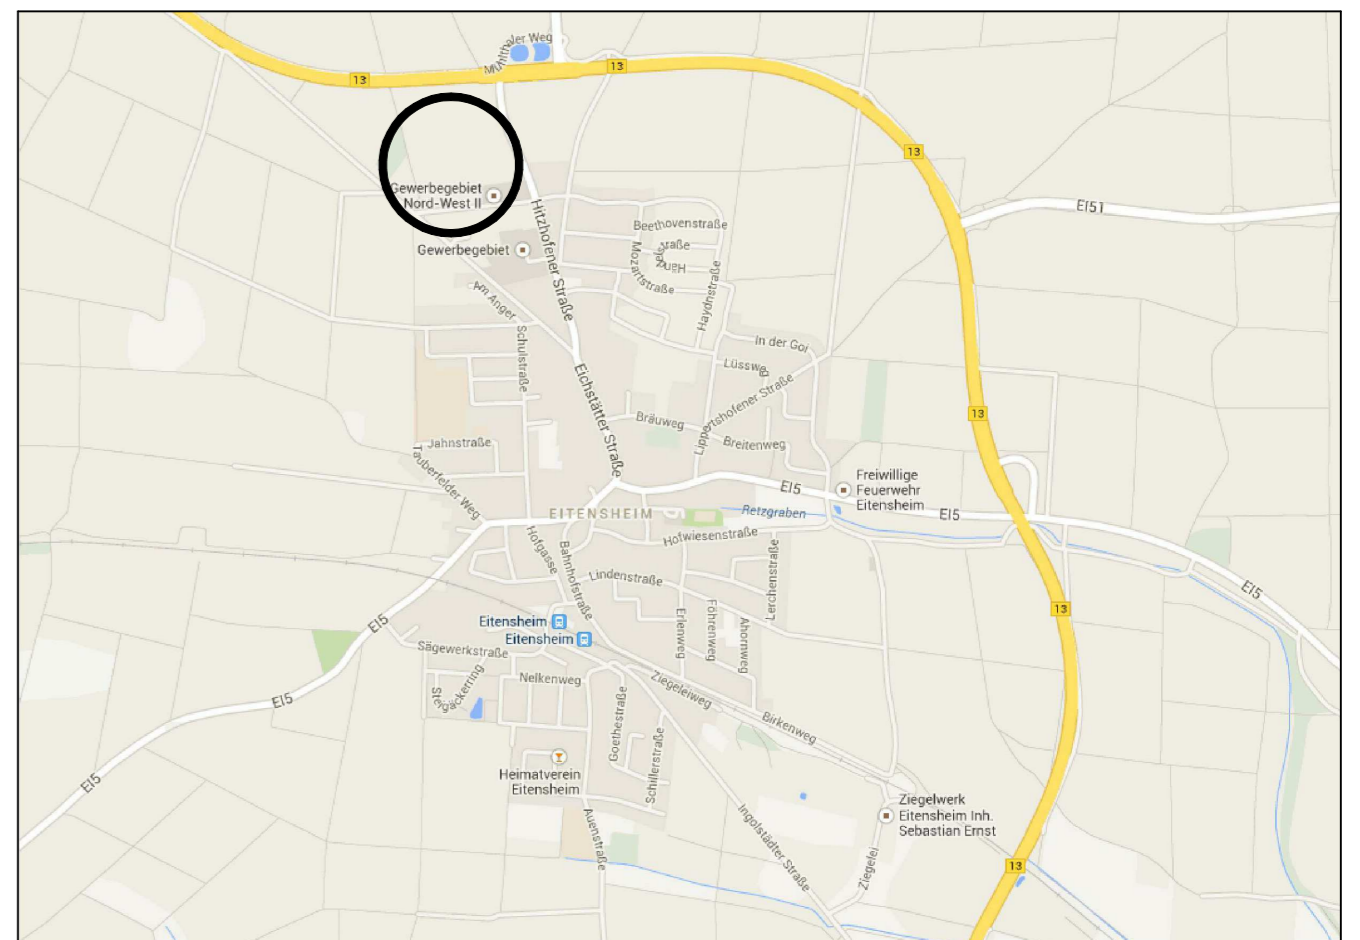 Mühlthaler Weg
13
13
13
EI51
Gewerbegebiet
Nord-West II
Hitzhofener Straße
Beethovenstraße
Gewerbegebiet
Mozartstraße
Haydnstraße
Am Anger
Schulstraße
In der Gor
Lüssweg
Eichstätter Straße
Lippertshofener Straße
13
Bräuweg
Breitenweg
Jahnstraße
Tauberfelder Weg
Freiwillige
Feuerwehr
Eitensheim
EI5
EI5
EITENSHEIM
Retzgraben
Hofwiesenstraße
Hofgasse
Bahnhofstraße
Lindenstraße
Lerchenstraße
EI5
13
EI5
Eitensheim
Eitensheim
Erlenweg
Föhrenweg
Ahornweg
Sägewerkstraße
Nelkenweg
Ziegeleiweg
Steigäckerring
EI5
Goethestraße
Birkenweg
Schillerstraße
Heimatverein
Eitensheim
EI5
Ziegelwerk
Eitensheim Inh.
Sebastian Ernst
Auenstraße
Ingolstädter Straße
Ziegelei
13